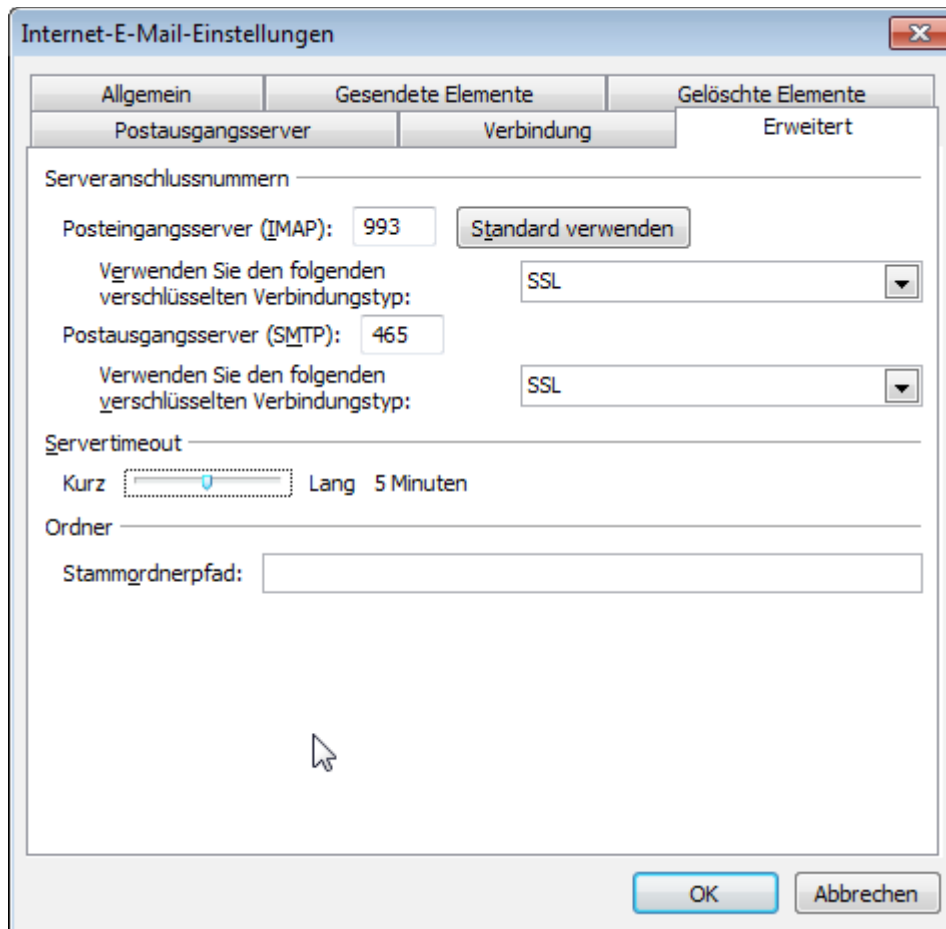 Internet-E-Mail-Einstellungen
Allgemein Gesendete Elemente Gelöschte Elemente
Postausgangsserver Verbindung Erweitert
Serveranschlussnummern
Posteingangsserver (IMAP): 993 Standard verwenden
Verwenden Sie den folgenden
verschlüsselten Verbindungstyp: SSL
Postausgangsserver (SMTP): 465
Verwenden Sie den folgenden
verschlüsselten Verbindungstyp: SSL
Servertimeout
Kurz Lang 5 Minuten
Ordner
Stammordnerpfad:
OK Abbrechen